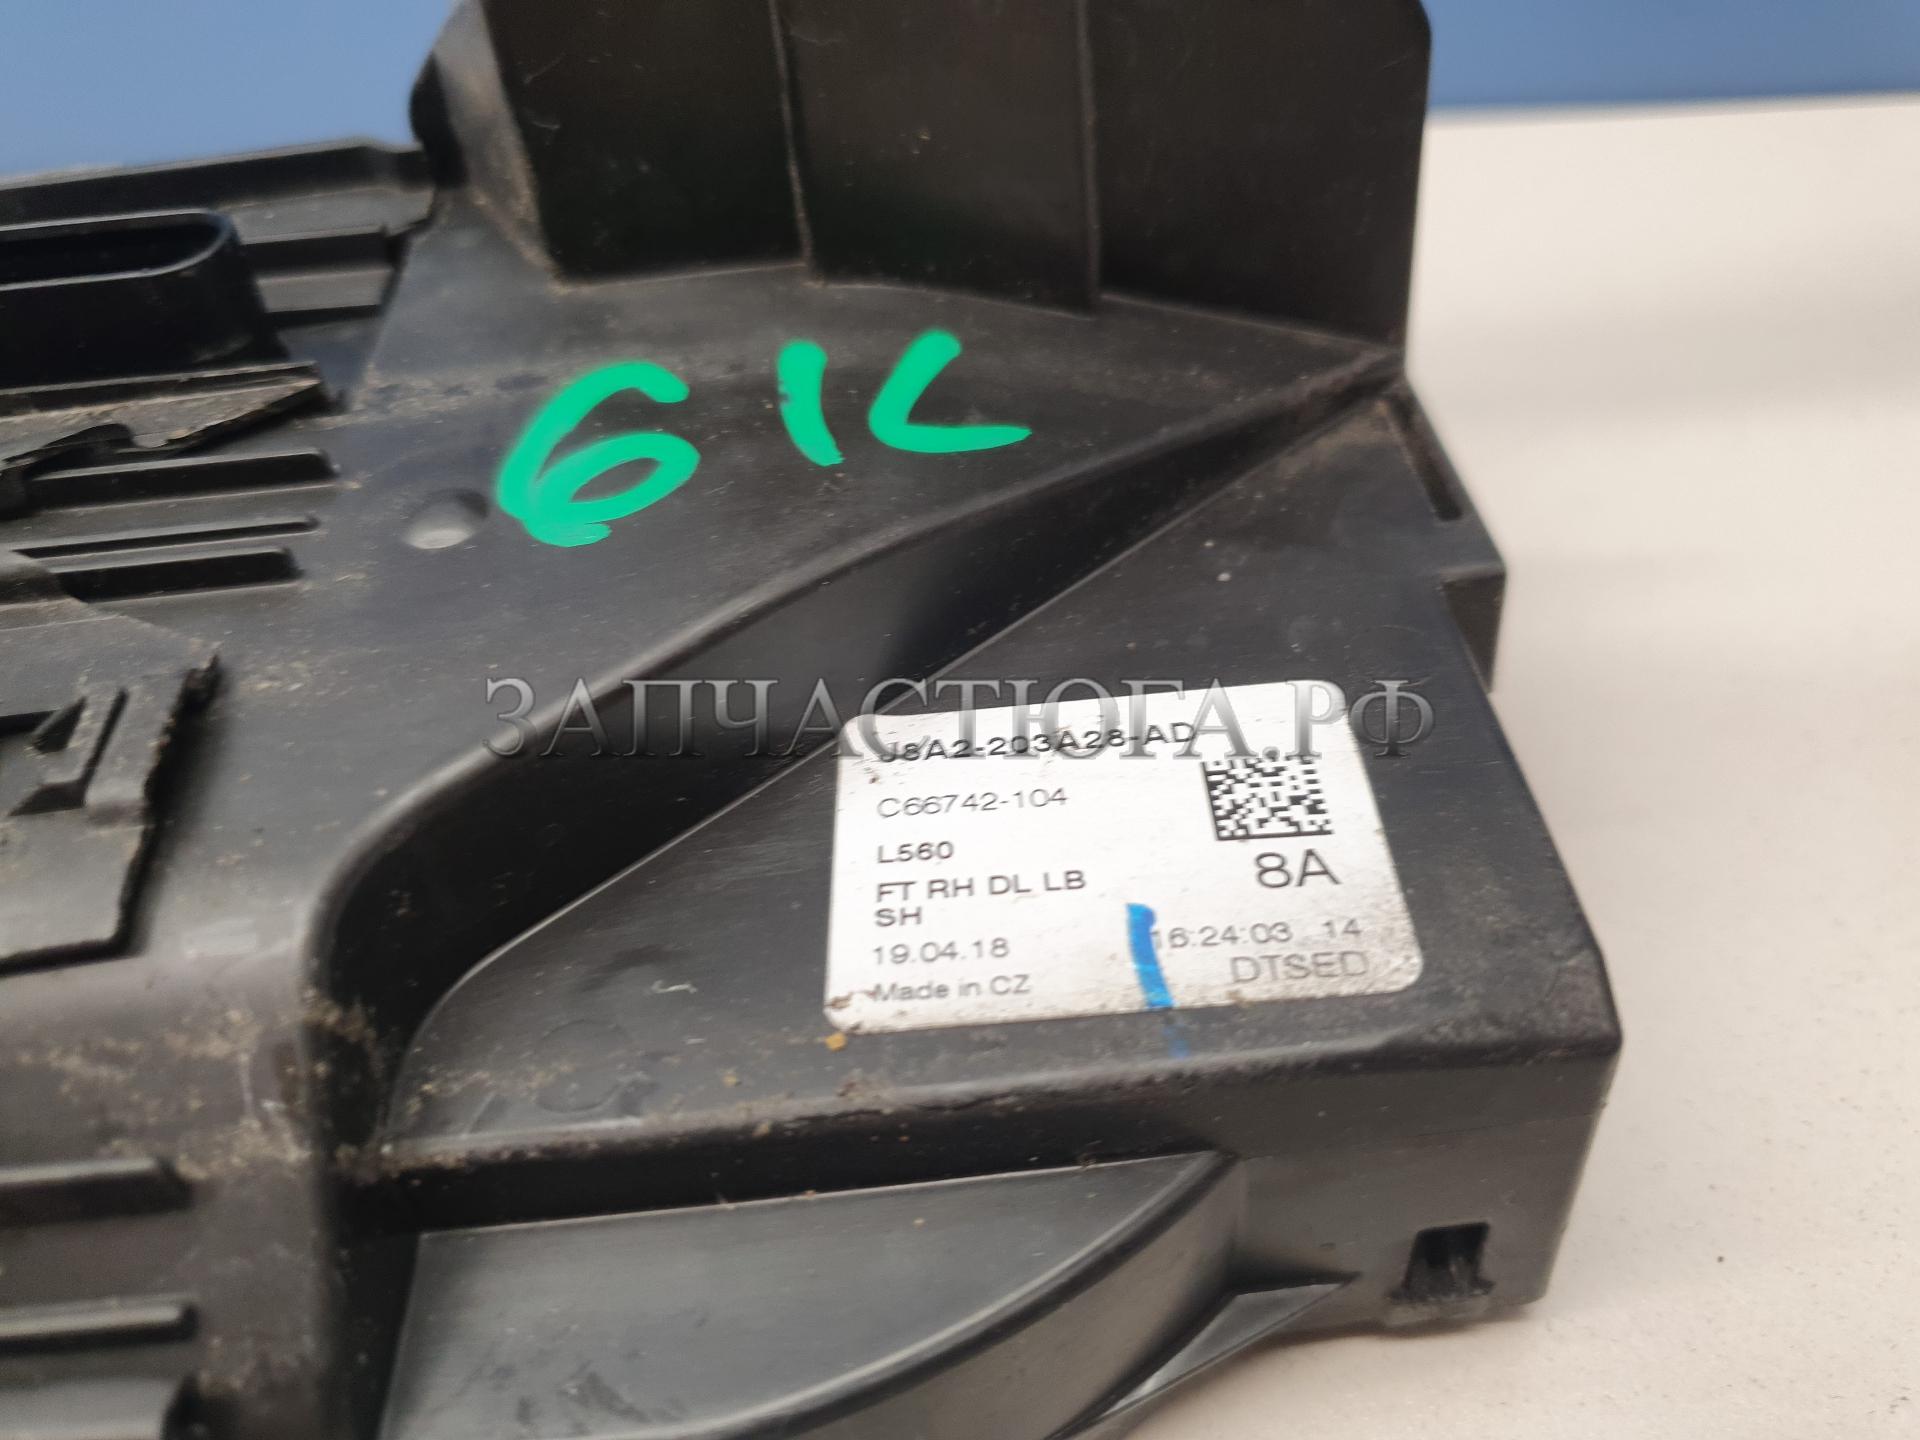 61L
ЗАПЧАСТЮГА.РФ
J8A2-203A28-AD
C66742-104
L560
8A
FT RH DL LB
SH
19.04.18 16:24:03 14
Made in CZ DTSED